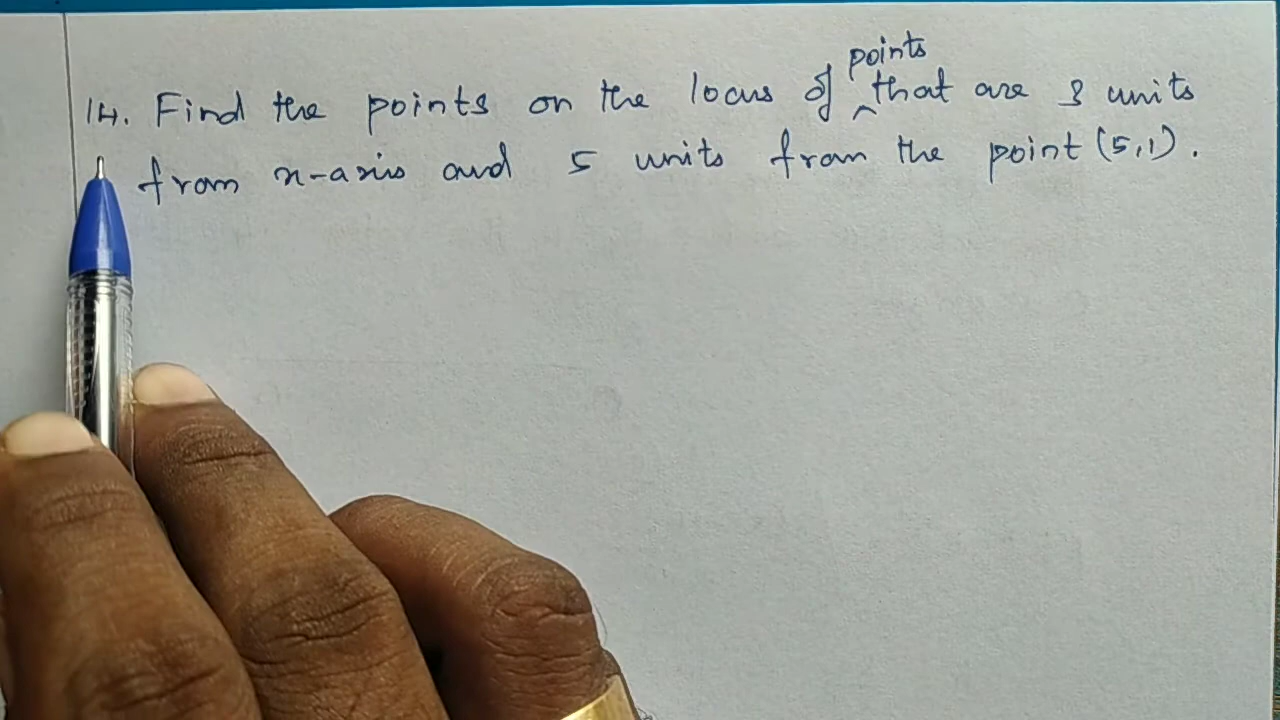 14. Find the points on the locus of points that are 3 units
from x-axis and 5 units from the point (5,1).